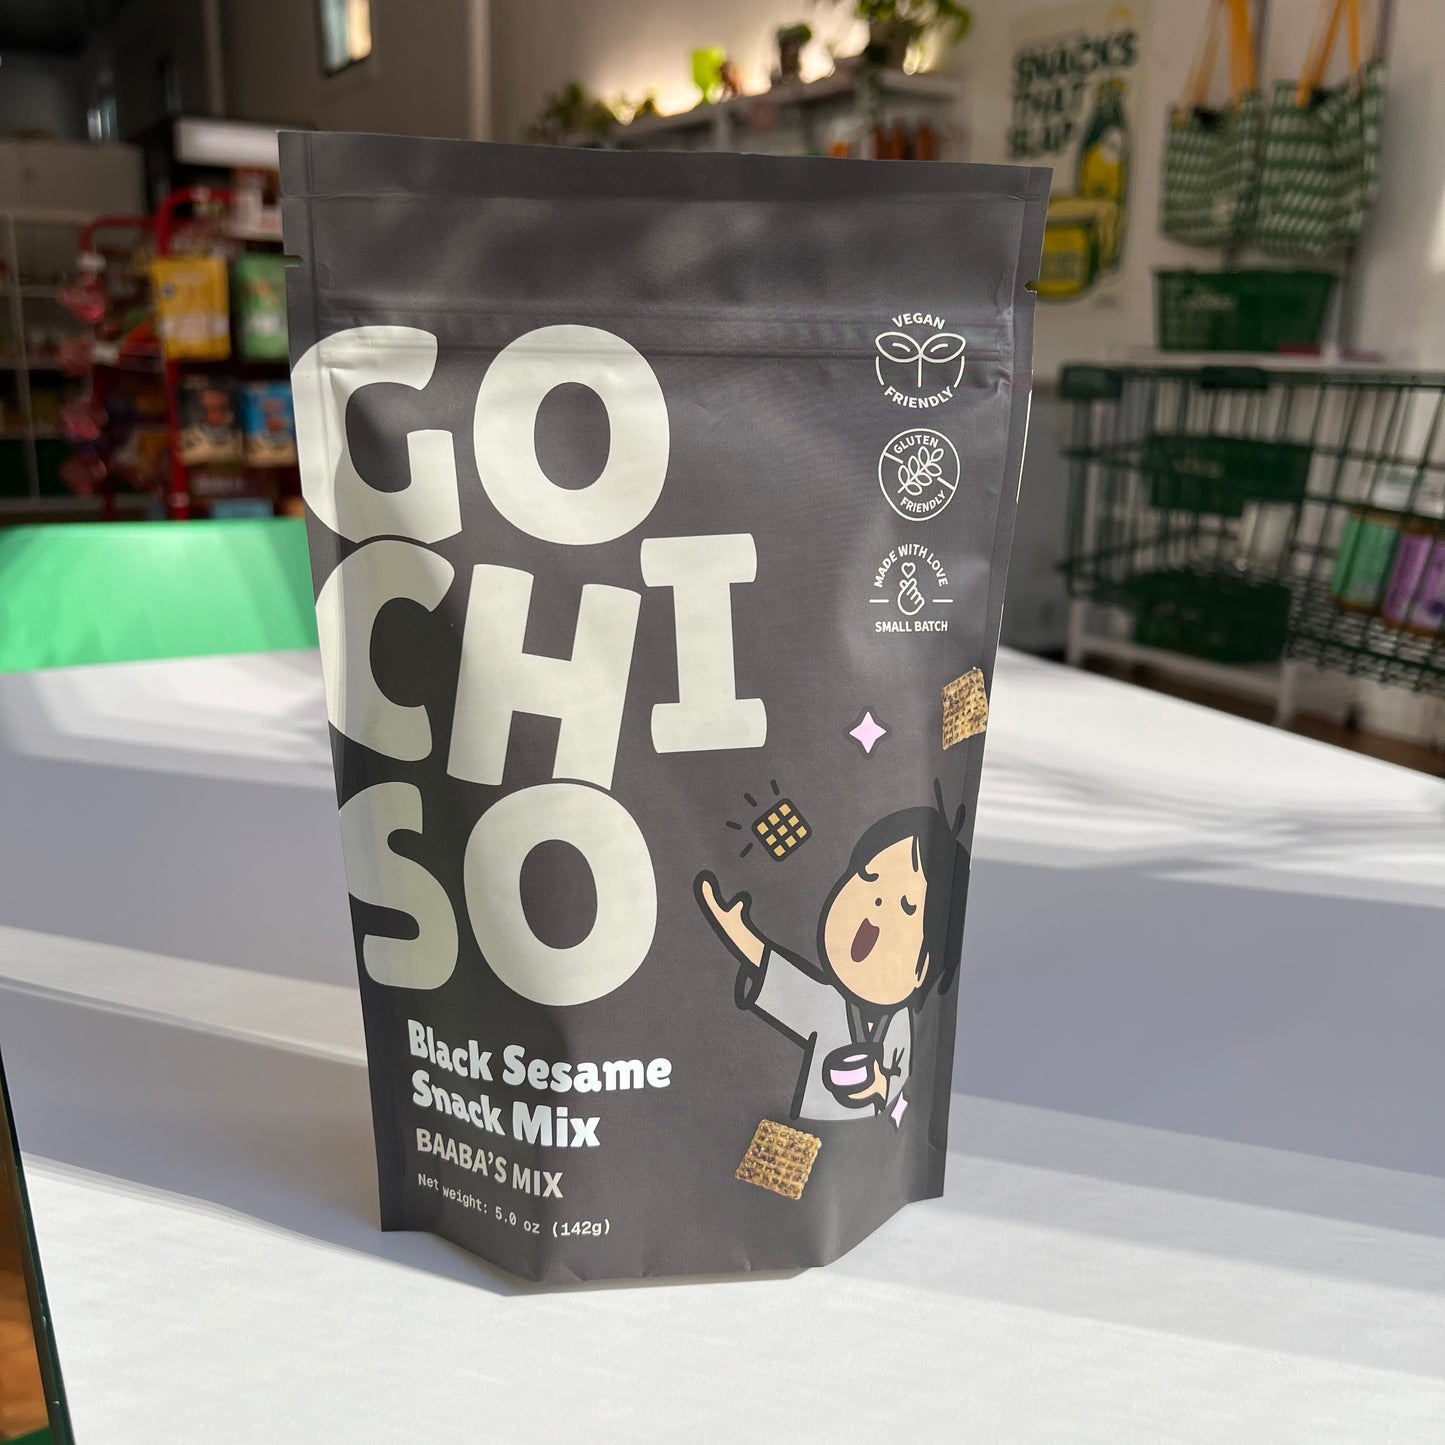 SNACKS
THAT
SLAP
GO
CHI
SO
VEGAN
FRIENDLY
GLUTEN
FRIENDLY
MADE WITH LOVE
SMALL BATCH
Black Sesame
Snack Mix
BAABA'S MIX
Net weight: 5.0 oz (142g)